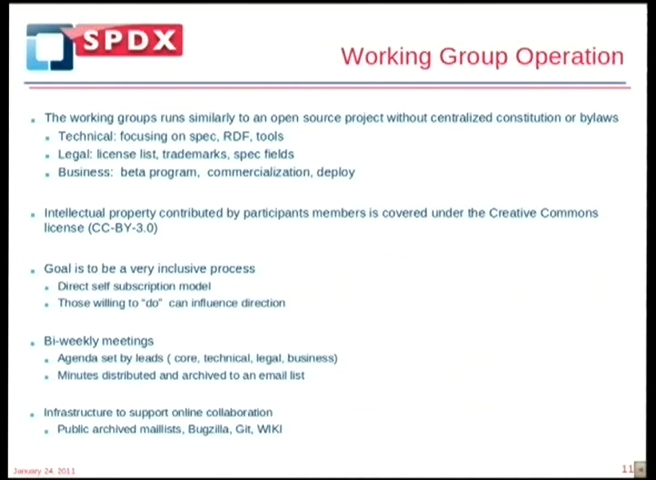 SPDX
Working Group Operation
The working groups runs similarly to an open source project without centralized constitution or bylaws
Technical: focusing on spec, RDF, tools
Legal: license list, trademarks, spec fields
Business: beta program, commercialization, deploy
Intellectual property contributed by participants members is covered under the Creative Commons
license (CC-BY-3.0)
Goal is to be a very inclusive process
Direct self subscription model
Those willing to “do” can influence direction
Bi-weekly meetings
Agenda set by leads ( core, technical, legal, business)
Minutes distributed and archived to an email list
Infrastructure to support online collaboration
Public archived maillists, Bugzilla, Git, WIKI
January 24, 2011
11